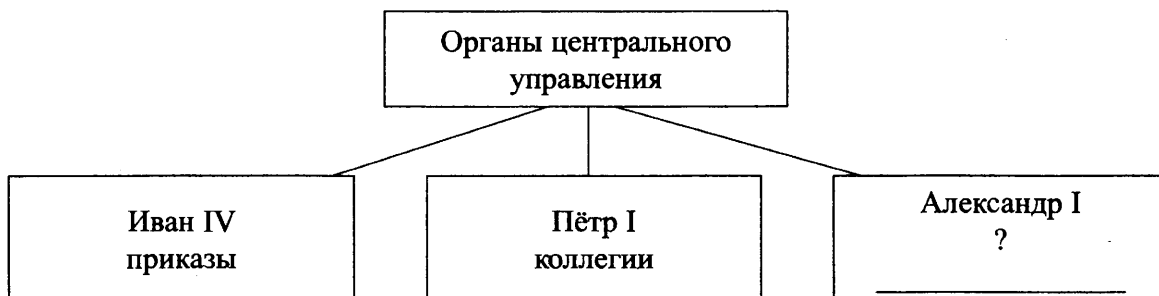 Органы центрального
управления
Иван IV
приказы
Пётр I
коллегии
Александр I
?